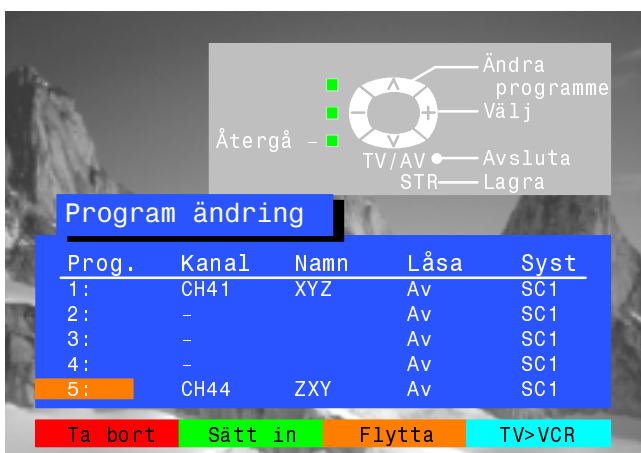 Ändra
programme
Välj
Återgå –
TV/AV Avsluta
STR Lagra
Program ändring
Prog. Kanal Namn Låsa Syst
1: CH41 XYZ Av SC1
2: – Av SC1
3: – Av SC1
4: – Av SC1
5: CH44 ZXY Av SC1
Ta bort Sätt in Flytta TV>VCR